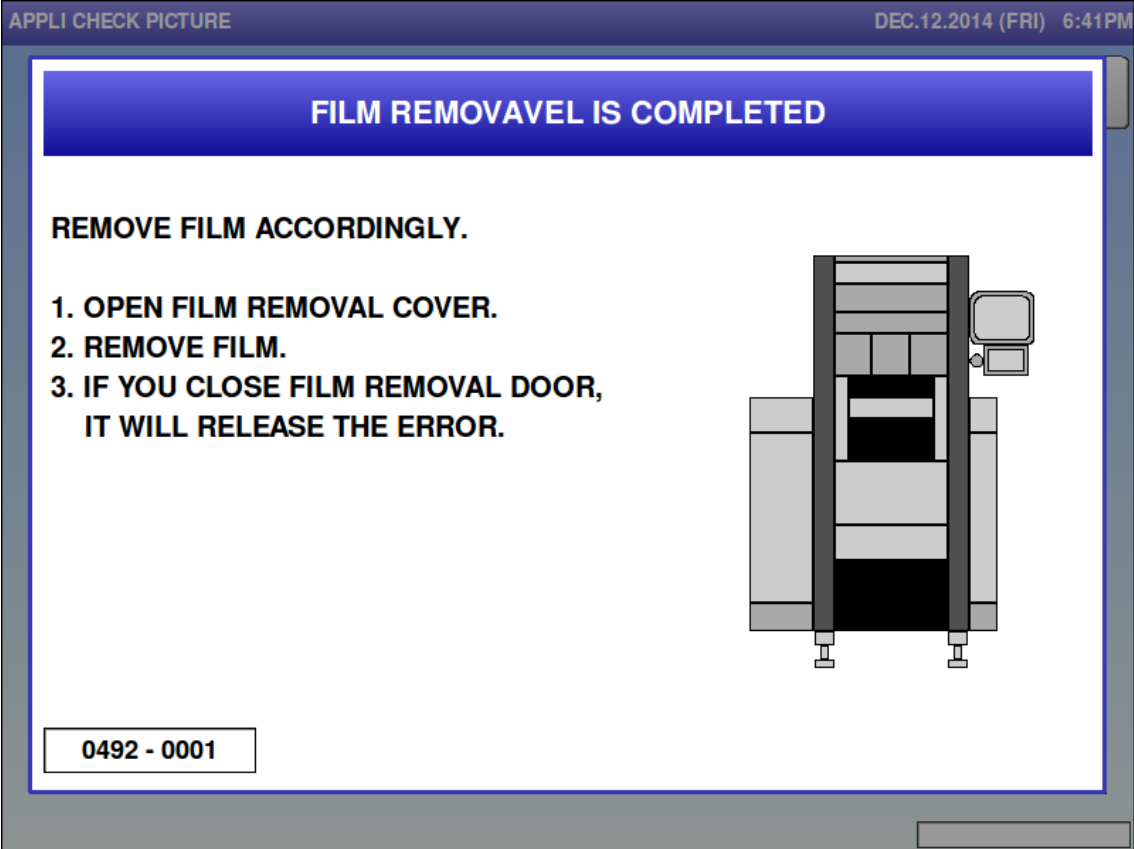 APPLI CHECK PICTURE DEC.12.2014 (FRI) 6:41PM
FILM REMOVAVEL IS COMPLETED
REMOVE FILM ACCORDINGLY.
1. OPEN FILM REMOVAL COVER.
2. REMOVE FILM.
3. IF YOU CLOSE FILM REMOVAL DOOR,
IT WILL RELEASE THE ERROR.
0492 - 0001